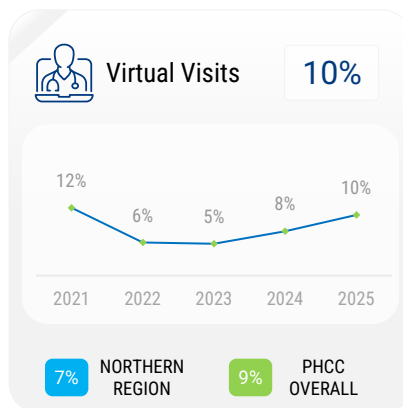 Virtual Visits 10%
12%
6%
5%
8%
10%
2021 2022 2023 2024 2025
7% NORTHERN REGION
9% PHCC OVERALL